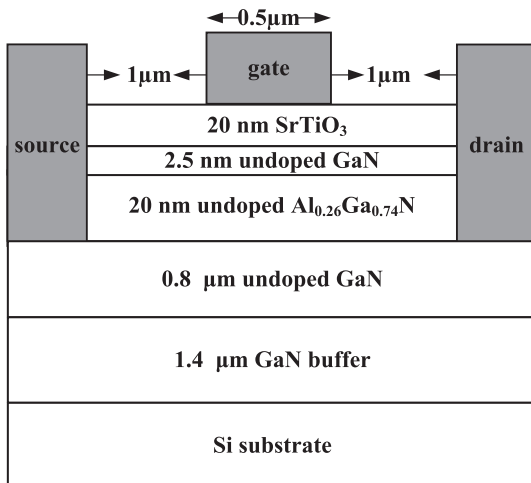 0.5μm
1μm
gate
1μm
source
20 nm SrTiO₃
2.5 nm undoped GaN
20 nm undoped Al₀.₂₆Ga₀.₇₄N
drain
0.8 μm undoped GaN
1.4 μm GaN buffer
Si substrate